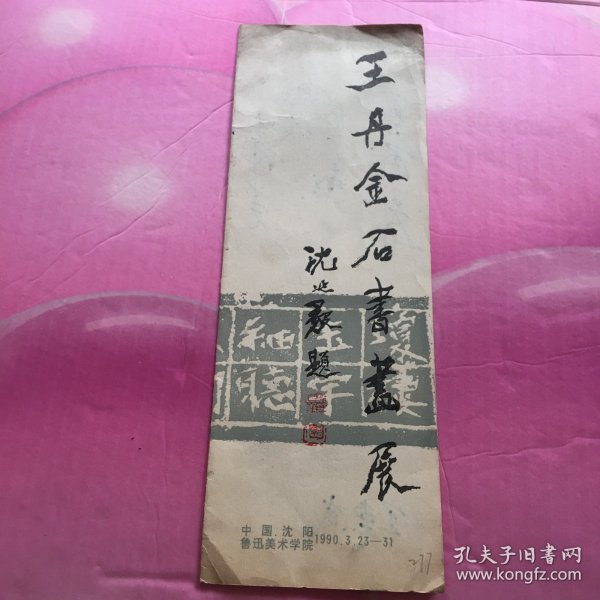 王丹金石書畫展
沈延毅題
中国.沈阳
鲁迅美术学院
1990.3.23—31
277
孔夫子旧书网
www.kongfz.com